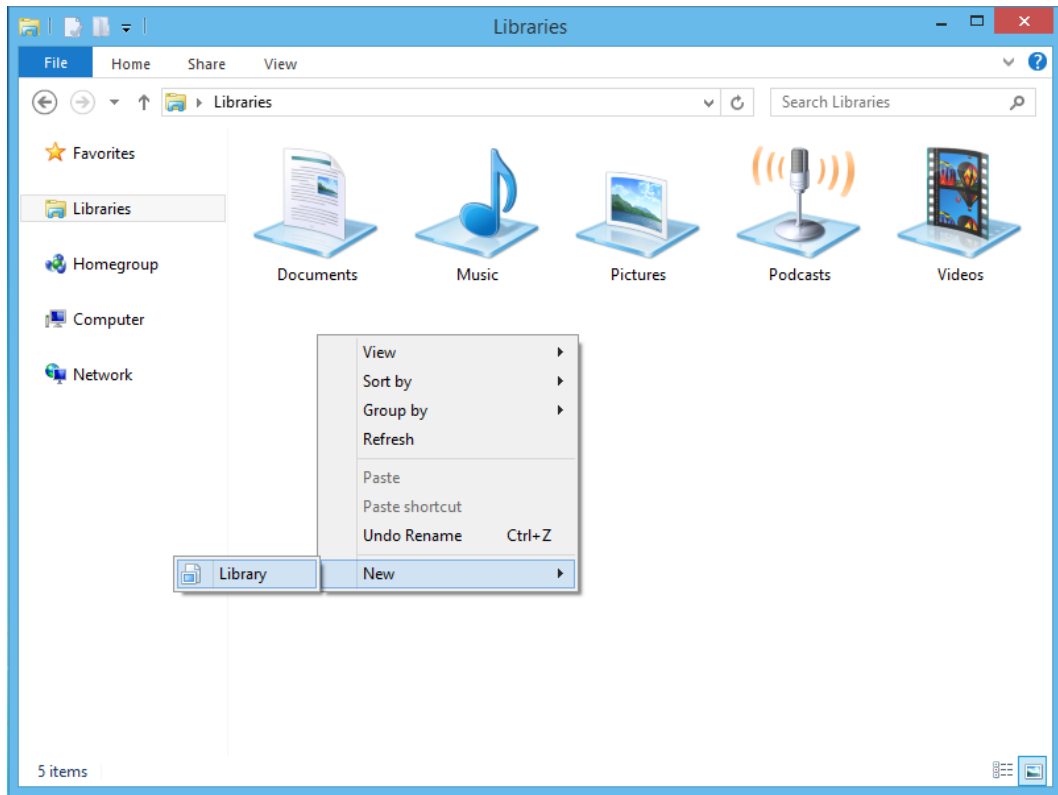 Libraries
File Home Share View
Libraries
Search Libraries
Favorites
Libraries
Homegroup
Computer
Network
Documents Music Pictures Podcasts Videos
View
Sort by
Group by
Refresh
Paste
Paste shortcut
Undo Rename Ctrl+Z
Library
New
5 items